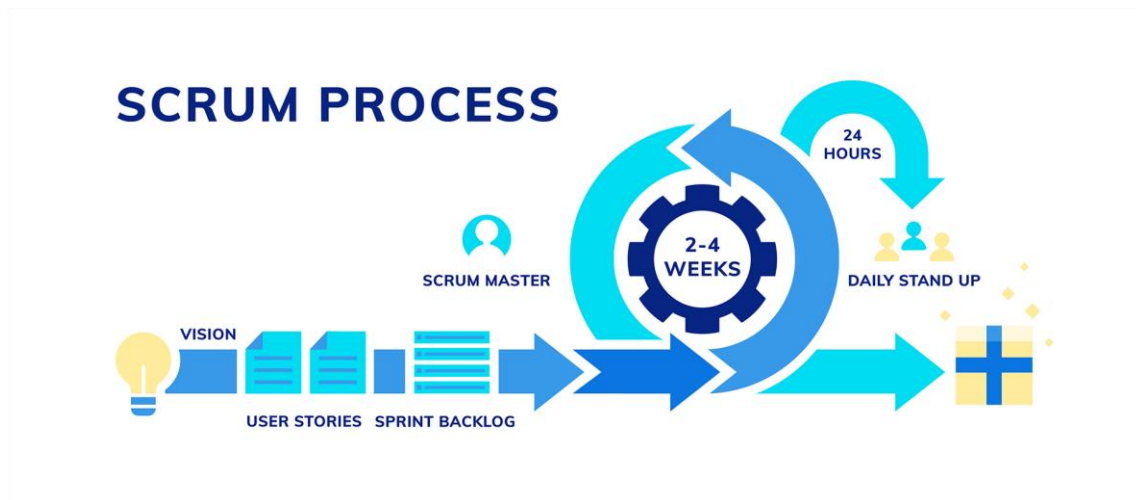 SCRUM PROCESS
24
HOURS
2-4
WEEKS
SCRUM MASTER
DAILY STAND UP
VISION
USER STORIES
SPRINT BACKLOG